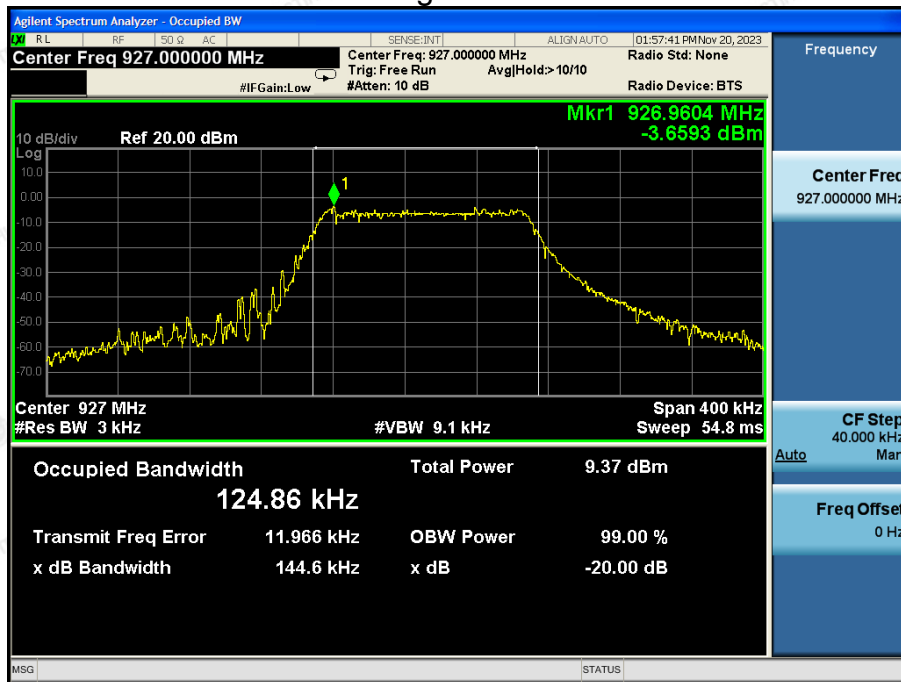 Agilent Spectrum Analyzer - Occupied BW
LXI RL RF 50 Ω AC SENSE:INT ALIGN AUTO 01:57:41 PM Nov 20, 2023
Center Freq 927.000000 MHz
Center Freq: 927.000000 MHz Radio Std: None
Trig: Free Run Avg|Hold:>10/10
#IFGain:Low #Atten: 10 dB Radio Device: BTS
Frequency
Mkr1 926.9604 MHz
-3.6593 dBm
10 dB/div Ref 20.00 dBm
Log
10.0
0.00
-10.0
-20.0
-30.0
-40.0
-50.0
-60.0
-70.0
1
Center 927 MHz Span 400 kHz
#Res BW 3 kHz #VBW 9.1 kHz Sweep 54.8 ms
Occupied Bandwidth Total Power 9.37 dBm
124.86 kHz
Transmit Freq Error 11.966 kHz OBW Power 99.00 %
x dB Bandwidth 144.6 kHz x dB -20.00 dB
Center Freq
927.000000 MHz
CF Step
40.000 kHz
Auto Man
Freq Offset
0 Hz
MSG STATUS